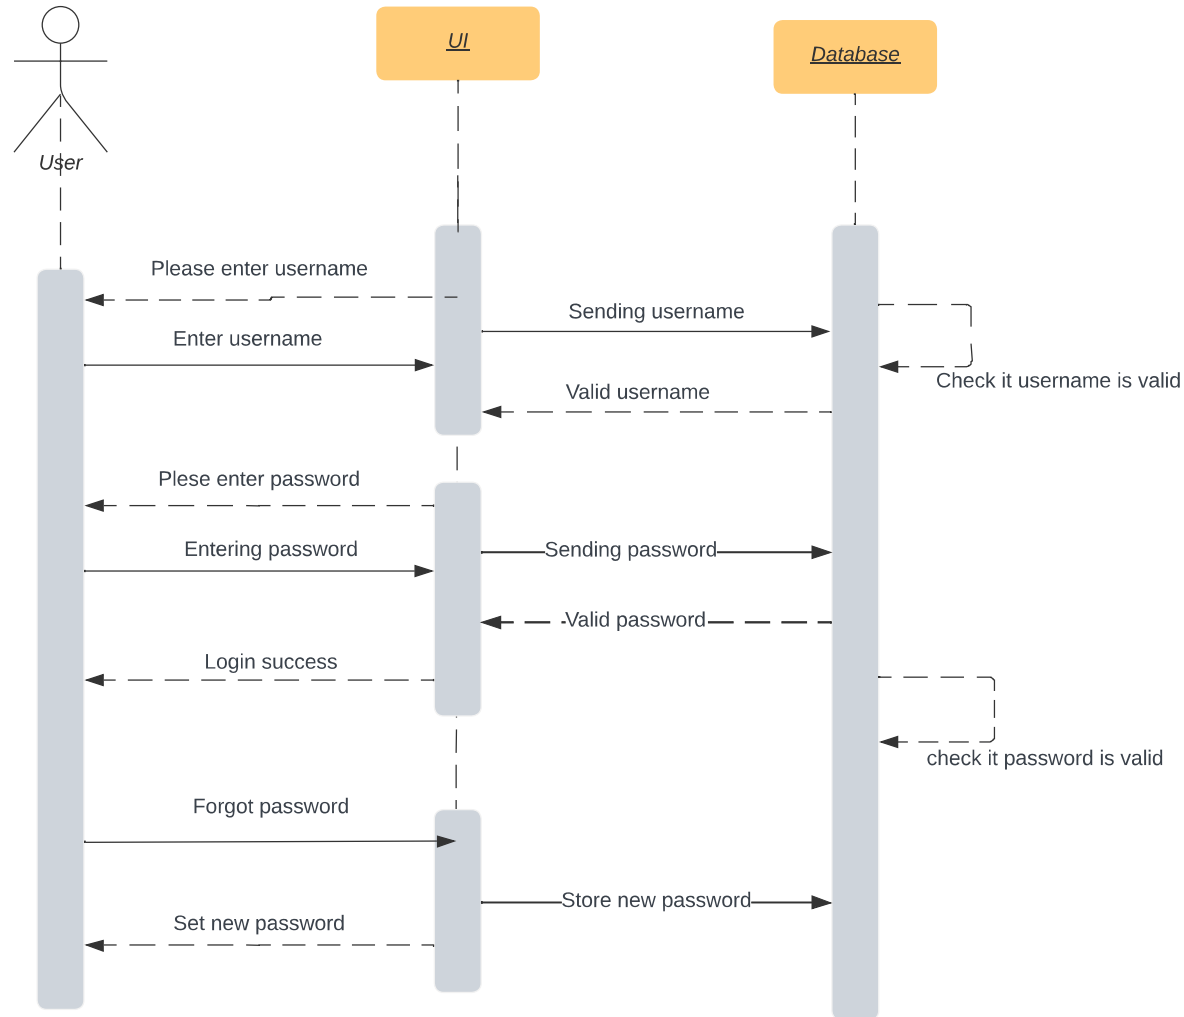 UI
Database
User
Please enter username
Sending username
Enter username
Check it username is valid
Valid username
Plese enter password
Entering password
Sending password
Valid password
Login success
check it password is valid
Forgot password
Store new password
Set new password